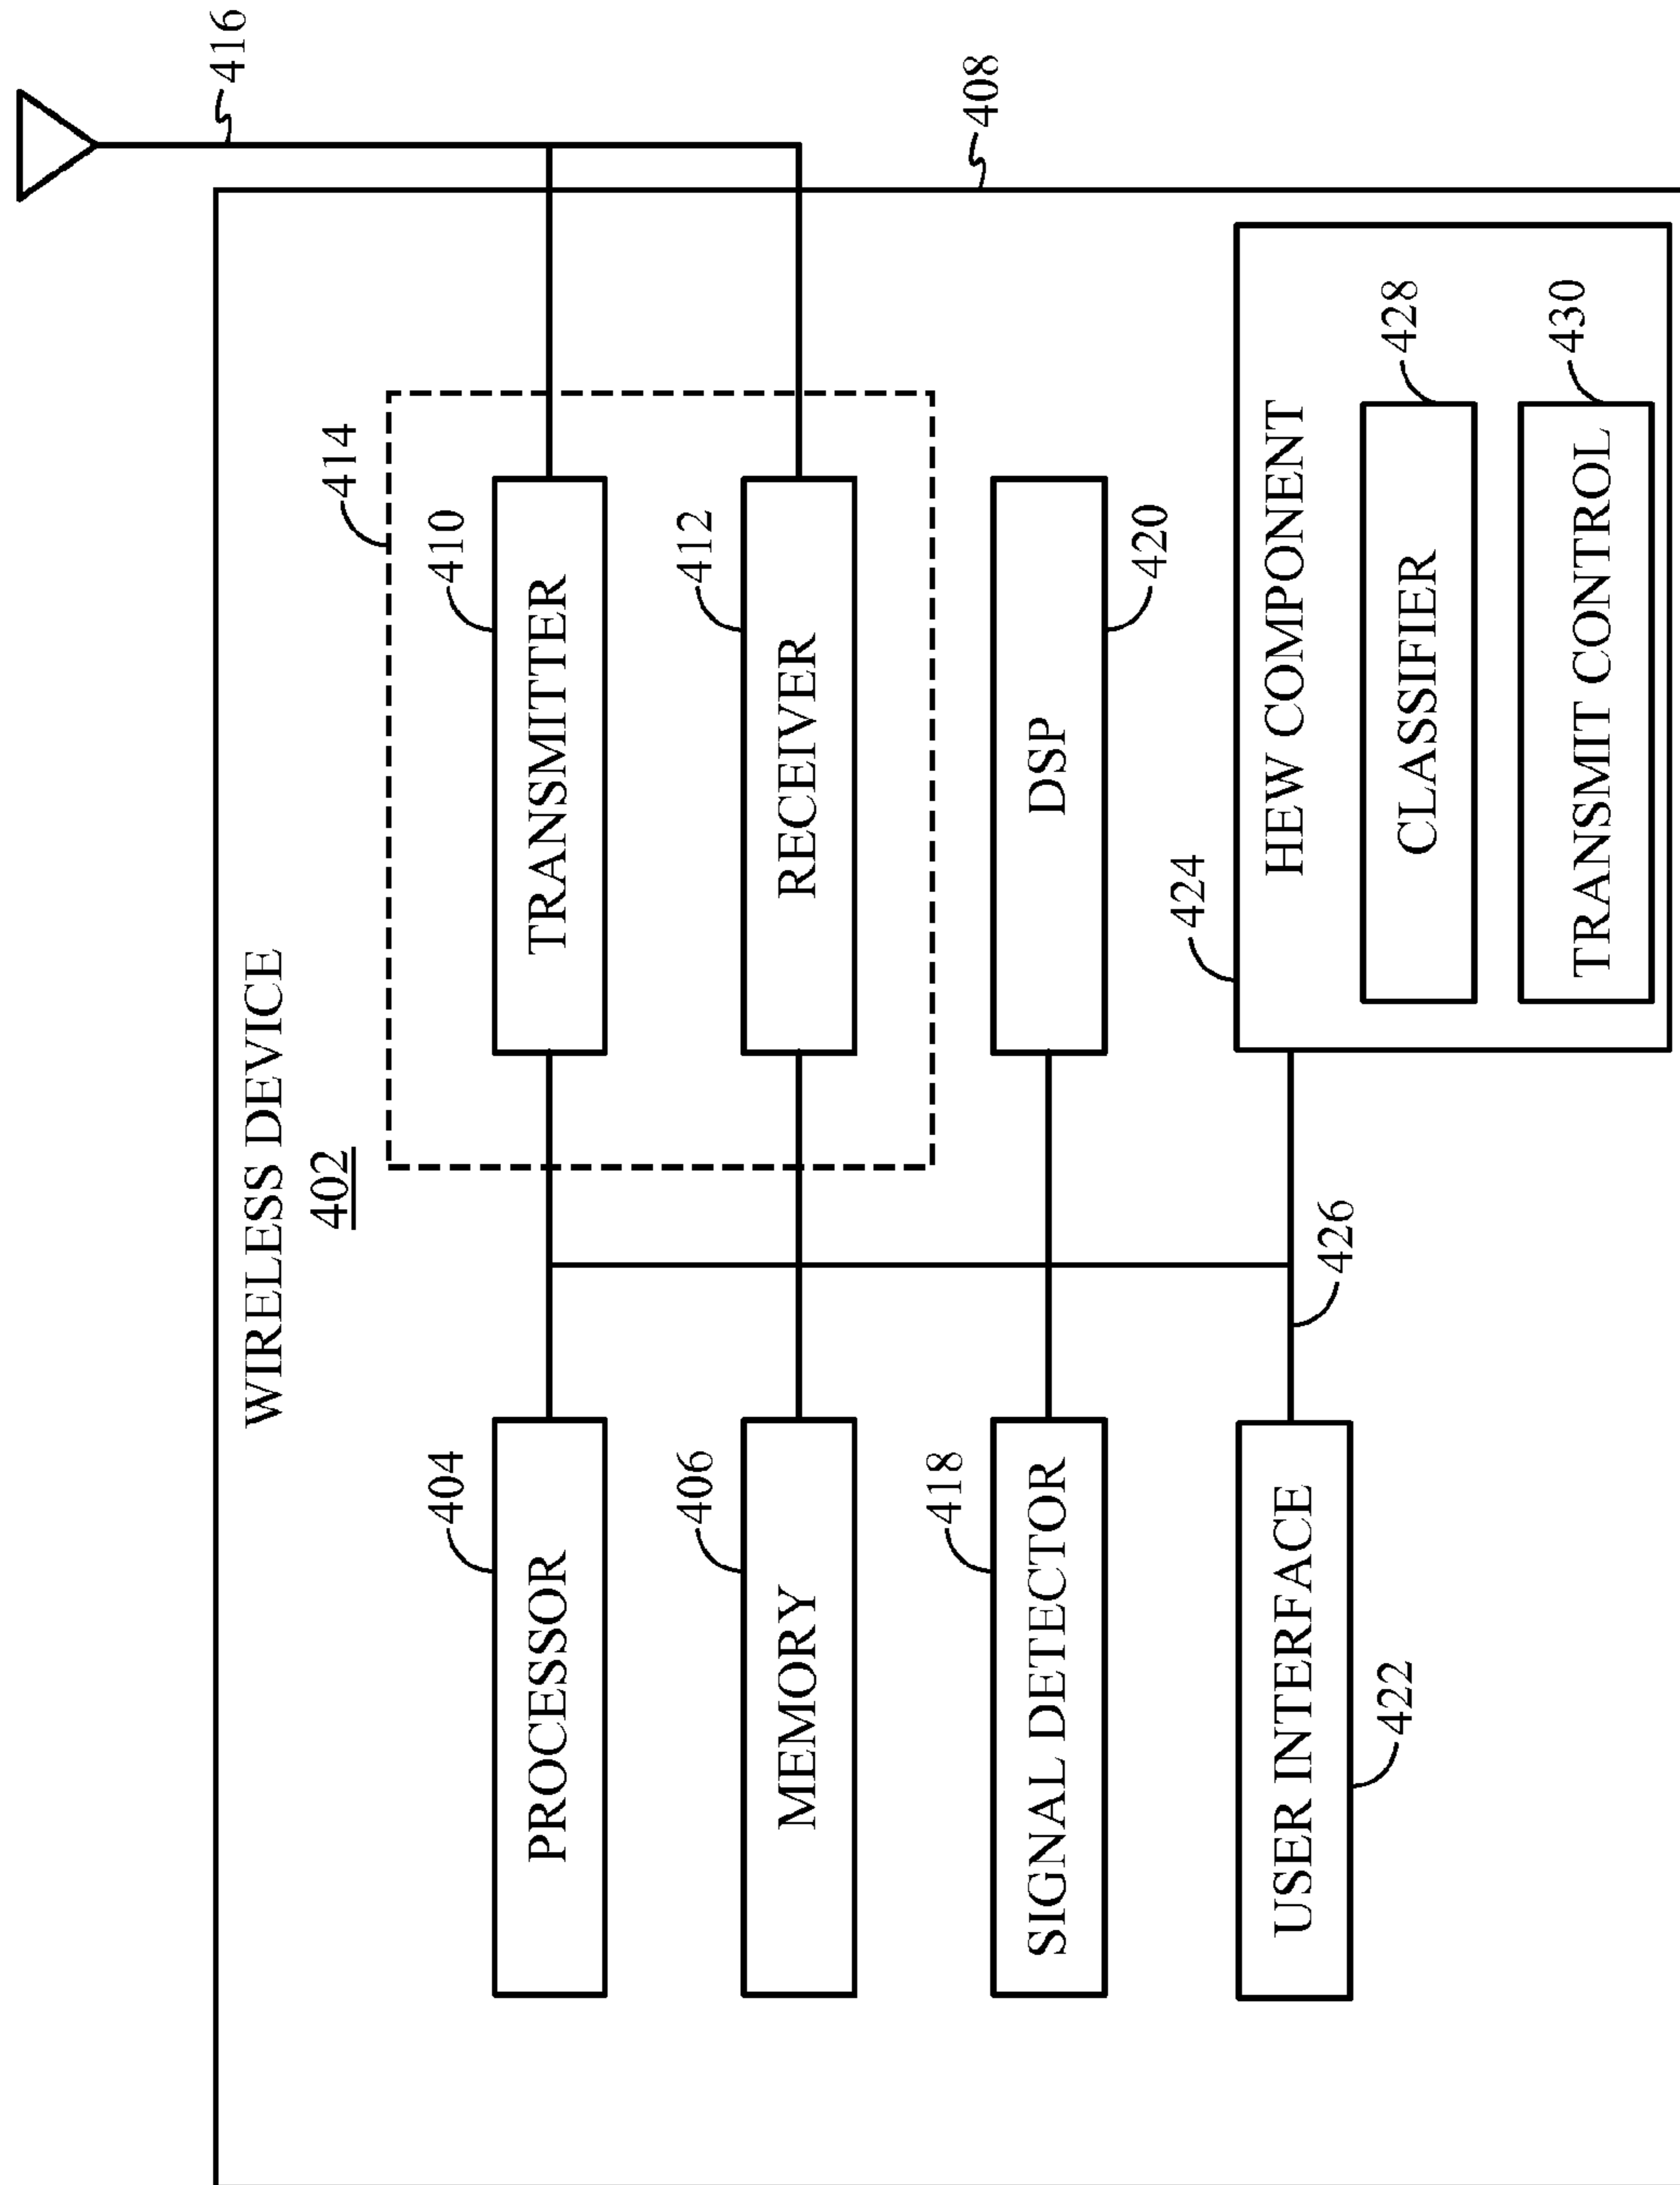 WIRELESS DEVICE
402
416
408
414
404
PROCESSOR
410
TRANSMITTER
406
MEMORY
412
RECEIVER
418
SIGNAL DETECTOR
DSP
420
USER INTERFACE
422
426
424
HEW COMPONENT
CLASSIFIER
428
TRANSMIT CONTROL
430